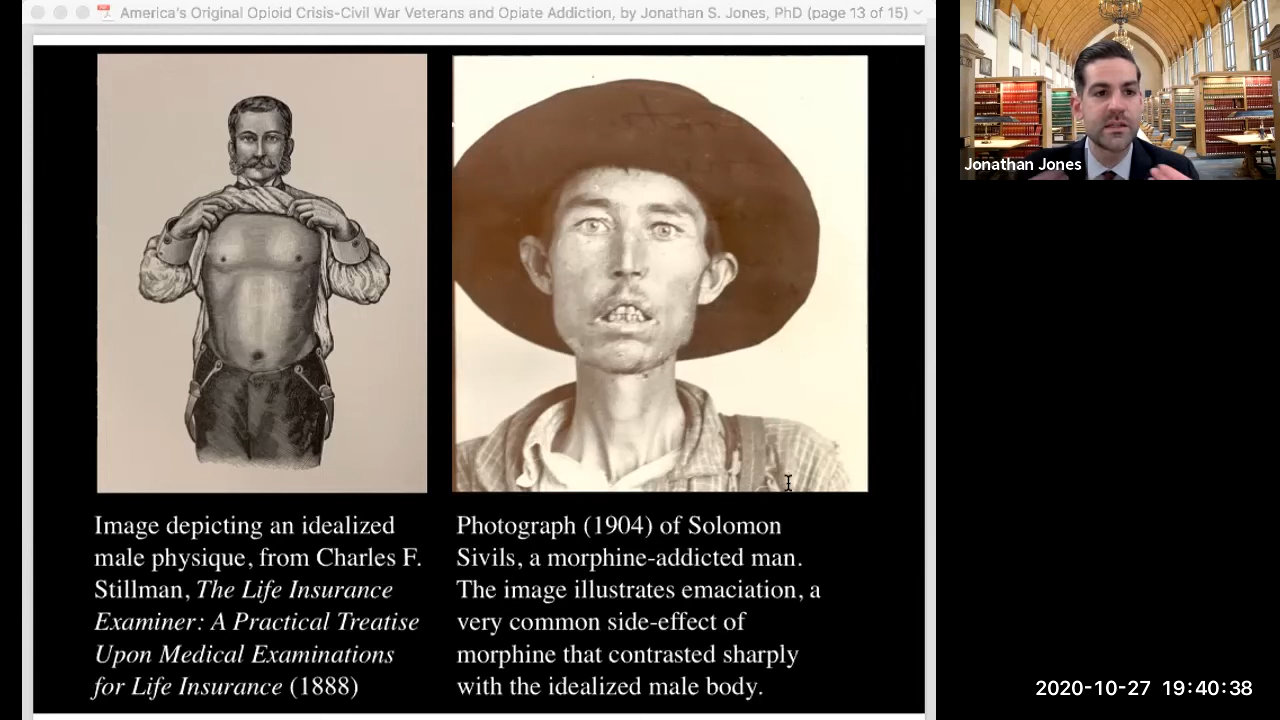 America's Original Opioid Crisis-Civil War Veterans and Opiate Addiction, by Jonathan S. Jones, PhD (page 13 of 15)
Jonathan Jones
Image depicting an idealized
male physique, from Charles F.
Stillman, The Life Insurance
Examiner: A Practical Treatise
Upon Medical Examinations
for Life Insurance (1888)
Photograph (1904) of Solomon
Sivils, a morphine-addicted man.
The image illustrates emaciation, a
very common side-effect of
morphine that contrasted sharply
with the idealized male body.
2020-10-27 19:40:38